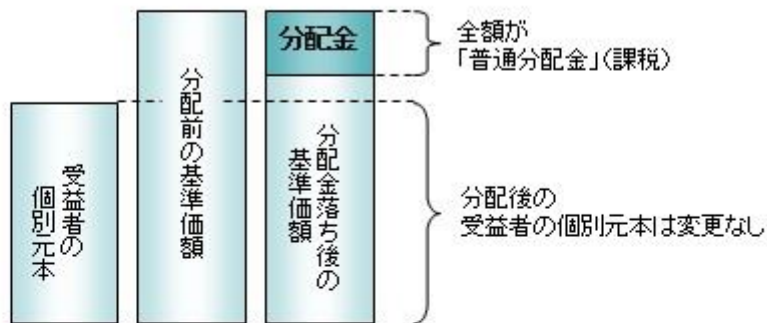 受益者の
個別元本
分配前の基準価額
分配金
分配金落ち後の
基準価額
全額が
「普通分配金」(課税)
分配後の
受益者の個別元本は変更なし